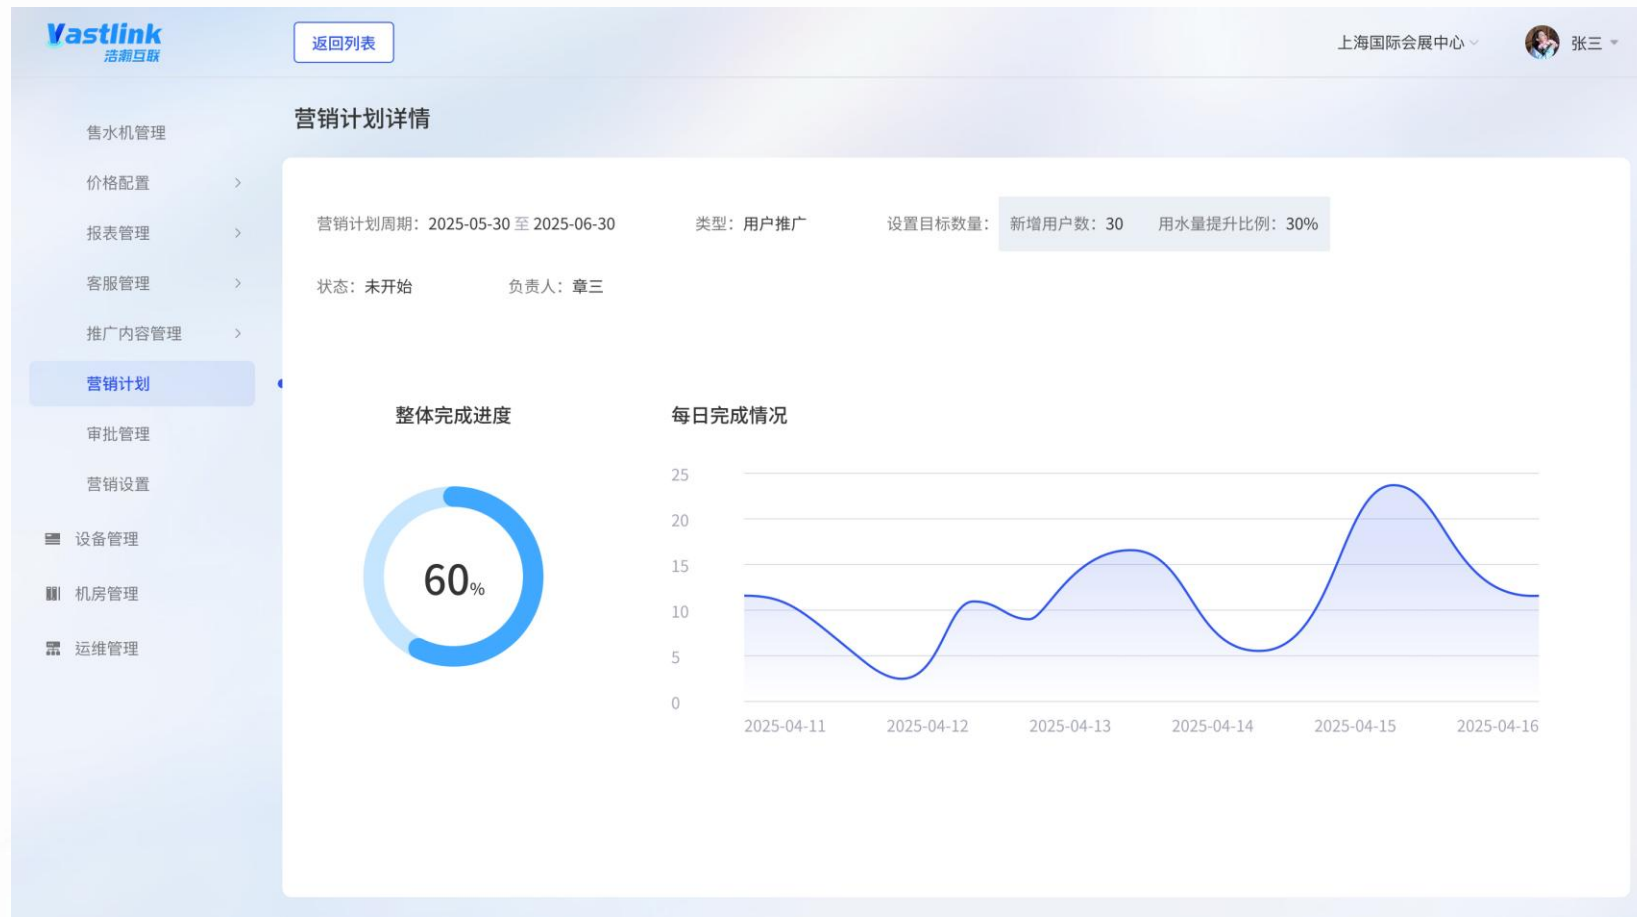 Vastlink
浩瀚互联
返回列表
上海国际会展中心
张三
售水机管理
价格配置
报表管理
客服管理
推广内容管理
营销计划
审批管理
营销设置
设备管理
机房管理
运维管理
营销计划详情
营销计划周期：2025-05-30 至 2025-06-30 类型：用户推广 设置目标数量： 新增用户数：30 用水量提升比例：30%
状态：未开始 负责人：章三
整体完成进度
60%
每日完成情况
25
20
15
10
5
0
2025-04-11 2025-04-12 2025-04-13 2025-04-14 2025-04-15 2025-04-16